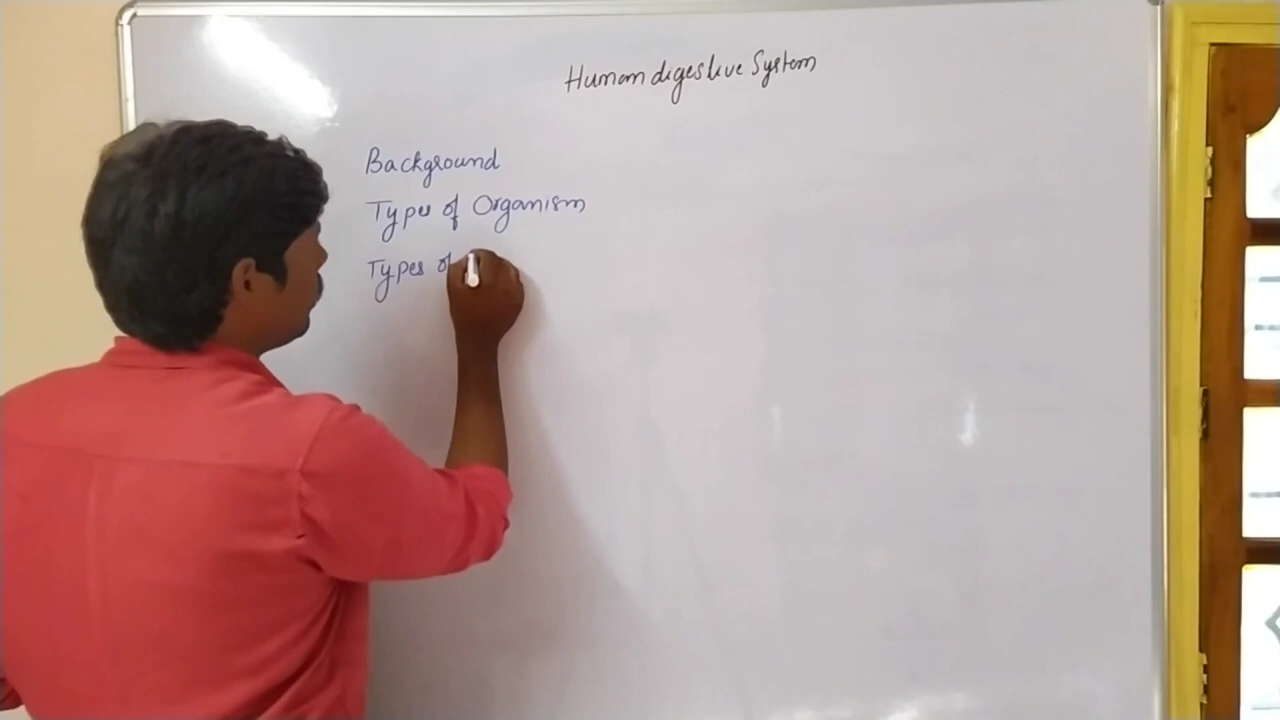 Human digestive System
Background
Types of Organism
Types of